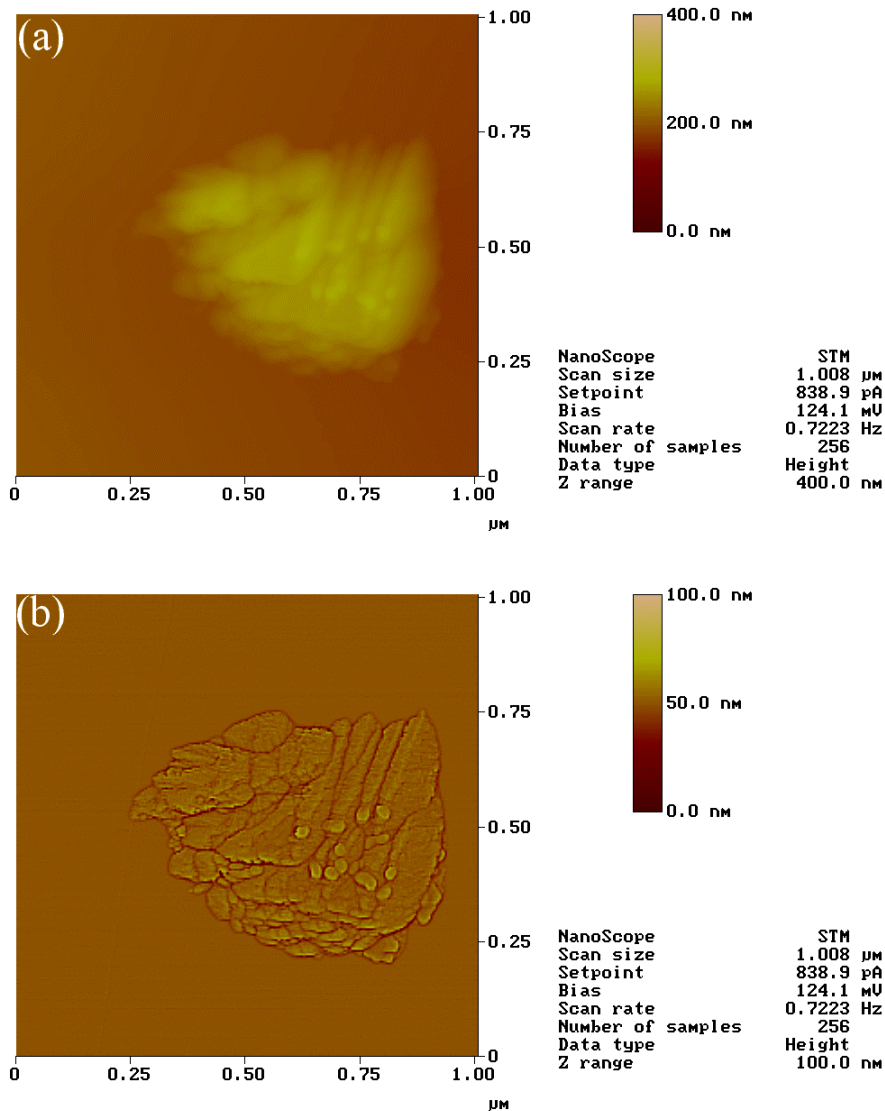 (a)
1.00
0.75
0.50
0.25
0
0 0.25 0.50 0.75 1.00
µM
400.0 nM
200.0 nM
0.0 nM
NanoScope STM
Scan size 1.008 µM
Setpoint 838.9 pA
Bias 124.1 mV
Scan rate 0.7223 Hz
Number of samples 256
Data type Height
Z range 400.0 nM
(b)
1.00
0.75
0.50
0.25
0
0 0.25 0.50 0.75 1.00
µM
100.0 nM
50.0 nM
0.0 nM
NanoScope STM
Scan size 1.008 µM
Setpoint 838.9 pA
Bias 124.1 mV
Scan rate 0.7223 Hz
Number of samples 256
Data type Height
Z range 100.0 nM